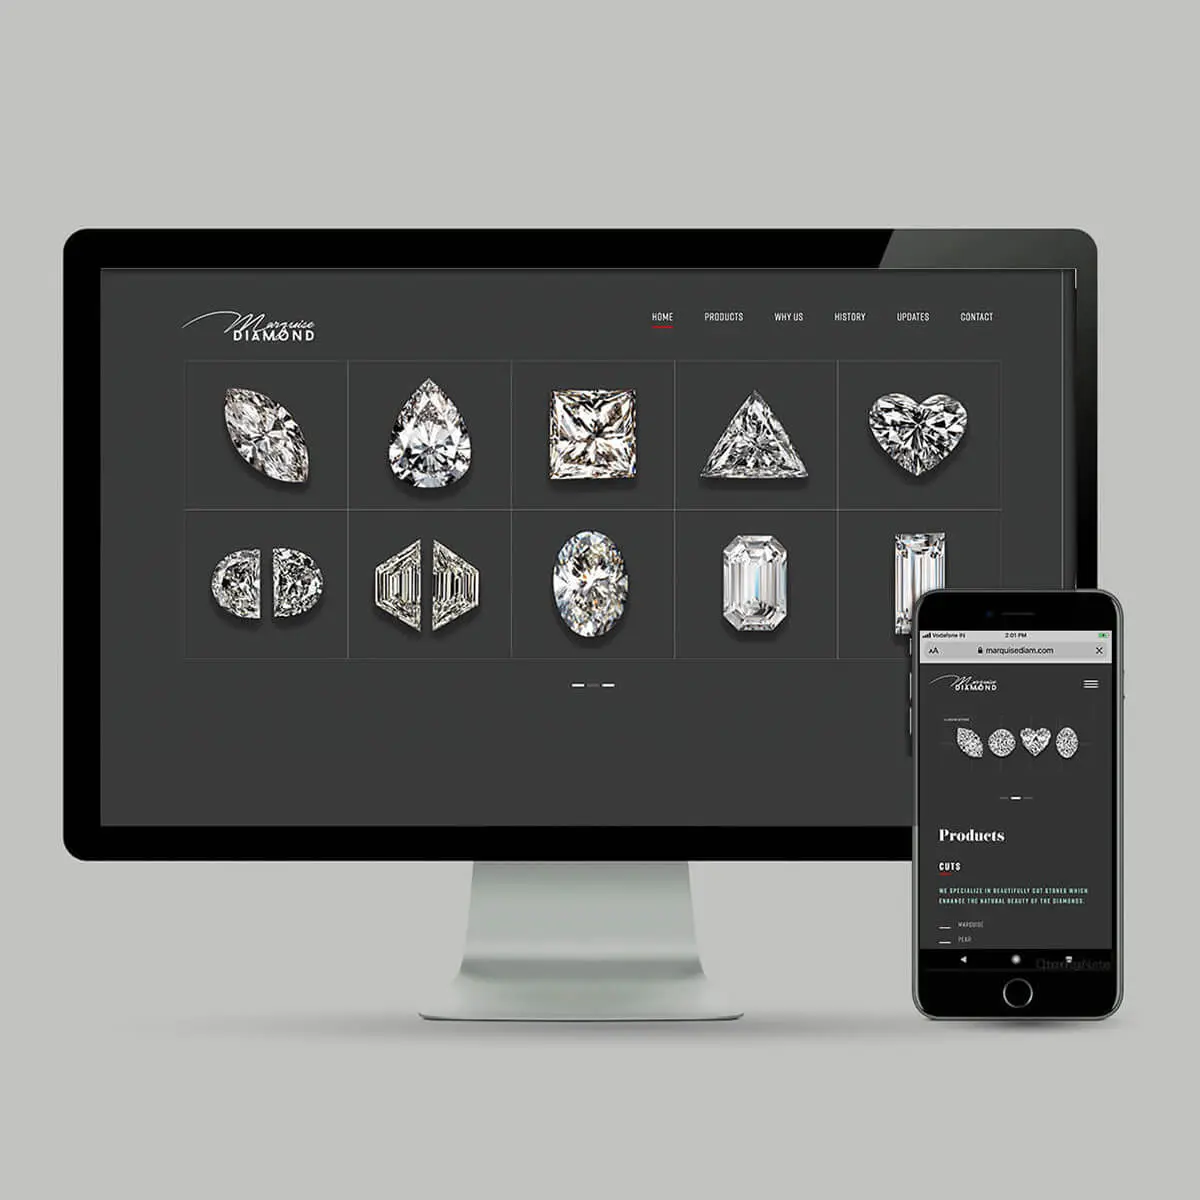 Marquise
DIAMOND
HOME PRODUCTS WHY US HISTORY UPDATES CONTACT
Vodafone IN 2:01 PM
AA marquisediam.com
Marquise
DIAMOND
Products
CUTS
WE SPECIALIZE IN BEAUTIFULLY CUT STONES WHICH
ENHANCE THE NATURAL BEAUTY OF THE DIAMONDS.
MARQUISE
PEAR